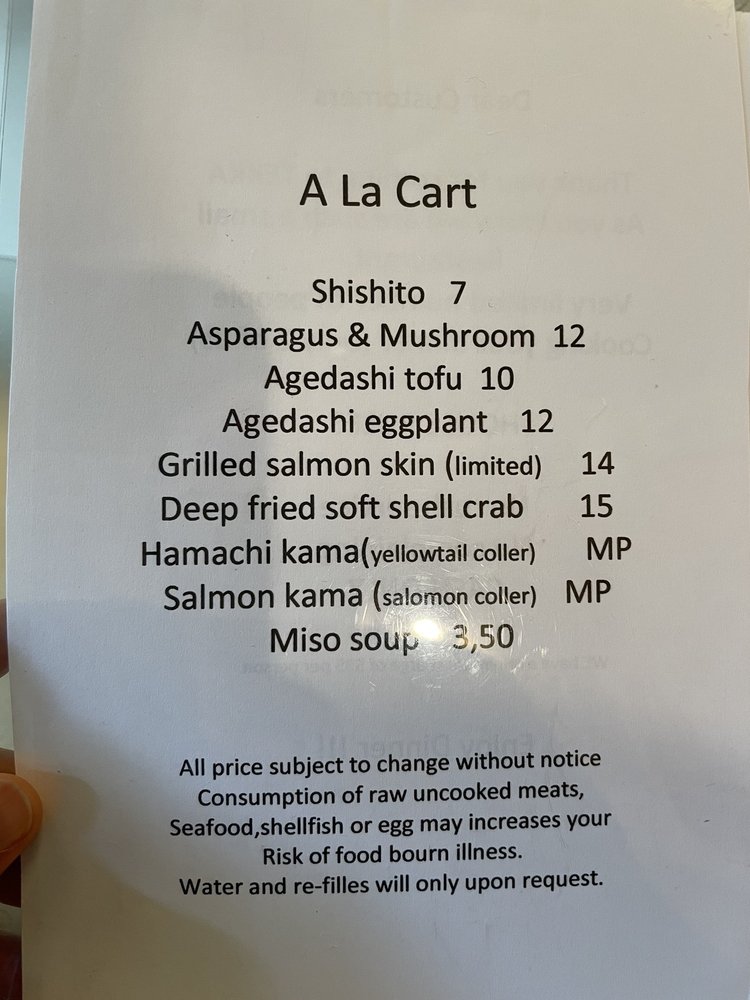 A La Cart
Shishito 7
Asparagus & Mushroom 12
Agedashi tofu 10
Agedashi eggplant 12
Grilled salmon skin (limited) 14
Deep fried soft shell crab 15
Hamachi kama(yellowtail coller) MP
Salmon kama (salomon coller) MP
Miso soup 3,50
All price subject to change without notice
Consumption of raw uncooked meats,
Seafood,shellfish or egg may increases your
Risk of food bourn illness.
Water and re-filles will only upon request.